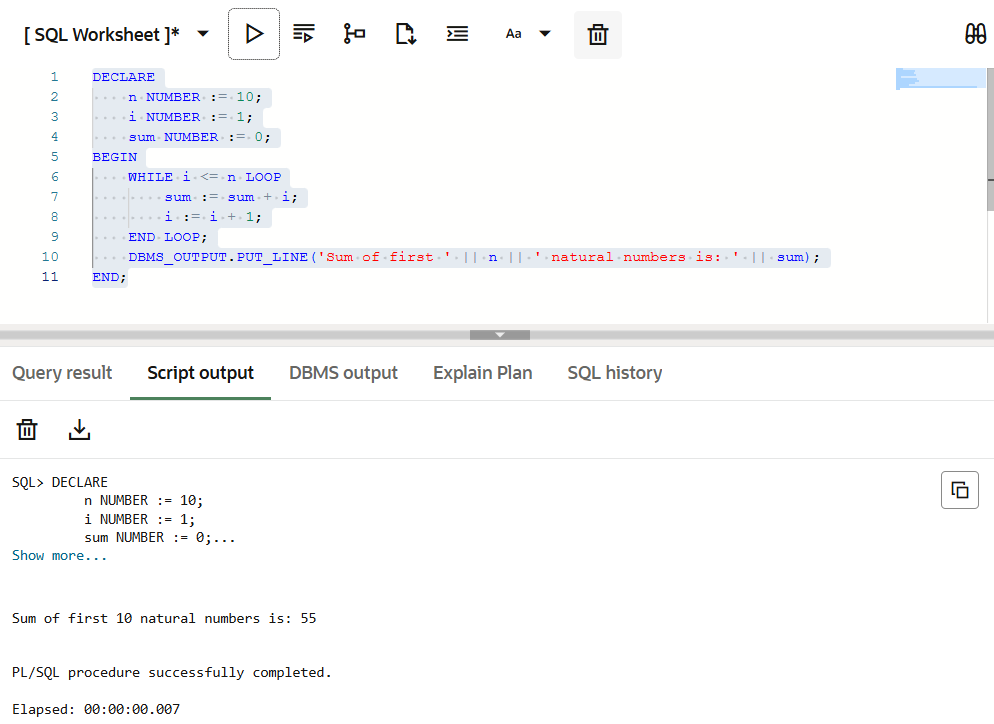 [ SQL Worksheet ]*
Aa
1 DECLARE
2 n NUMBER := 10;
3 i NUMBER := 1;
4 sum NUMBER := 0;
5 BEGIN
6 WHILE i <= n LOOP
7 sum := sum + i;
8 i := i + 1;
9 END LOOP;
10 DBMS_OUTPUT.PUT_LINE('Sum of first ' || n || ' natural numbers is: ' || sum);
11 END;
Query result Script output DBMS output Explain Plan SQL history
SQL> DECLARE
n NUMBER := 10;
i NUMBER := 1;
sum NUMBER := 0;...
Show more...
Sum of first 10 natural numbers is: 55
PL/SQL procedure successfully completed.
Elapsed: 00:00:00.007